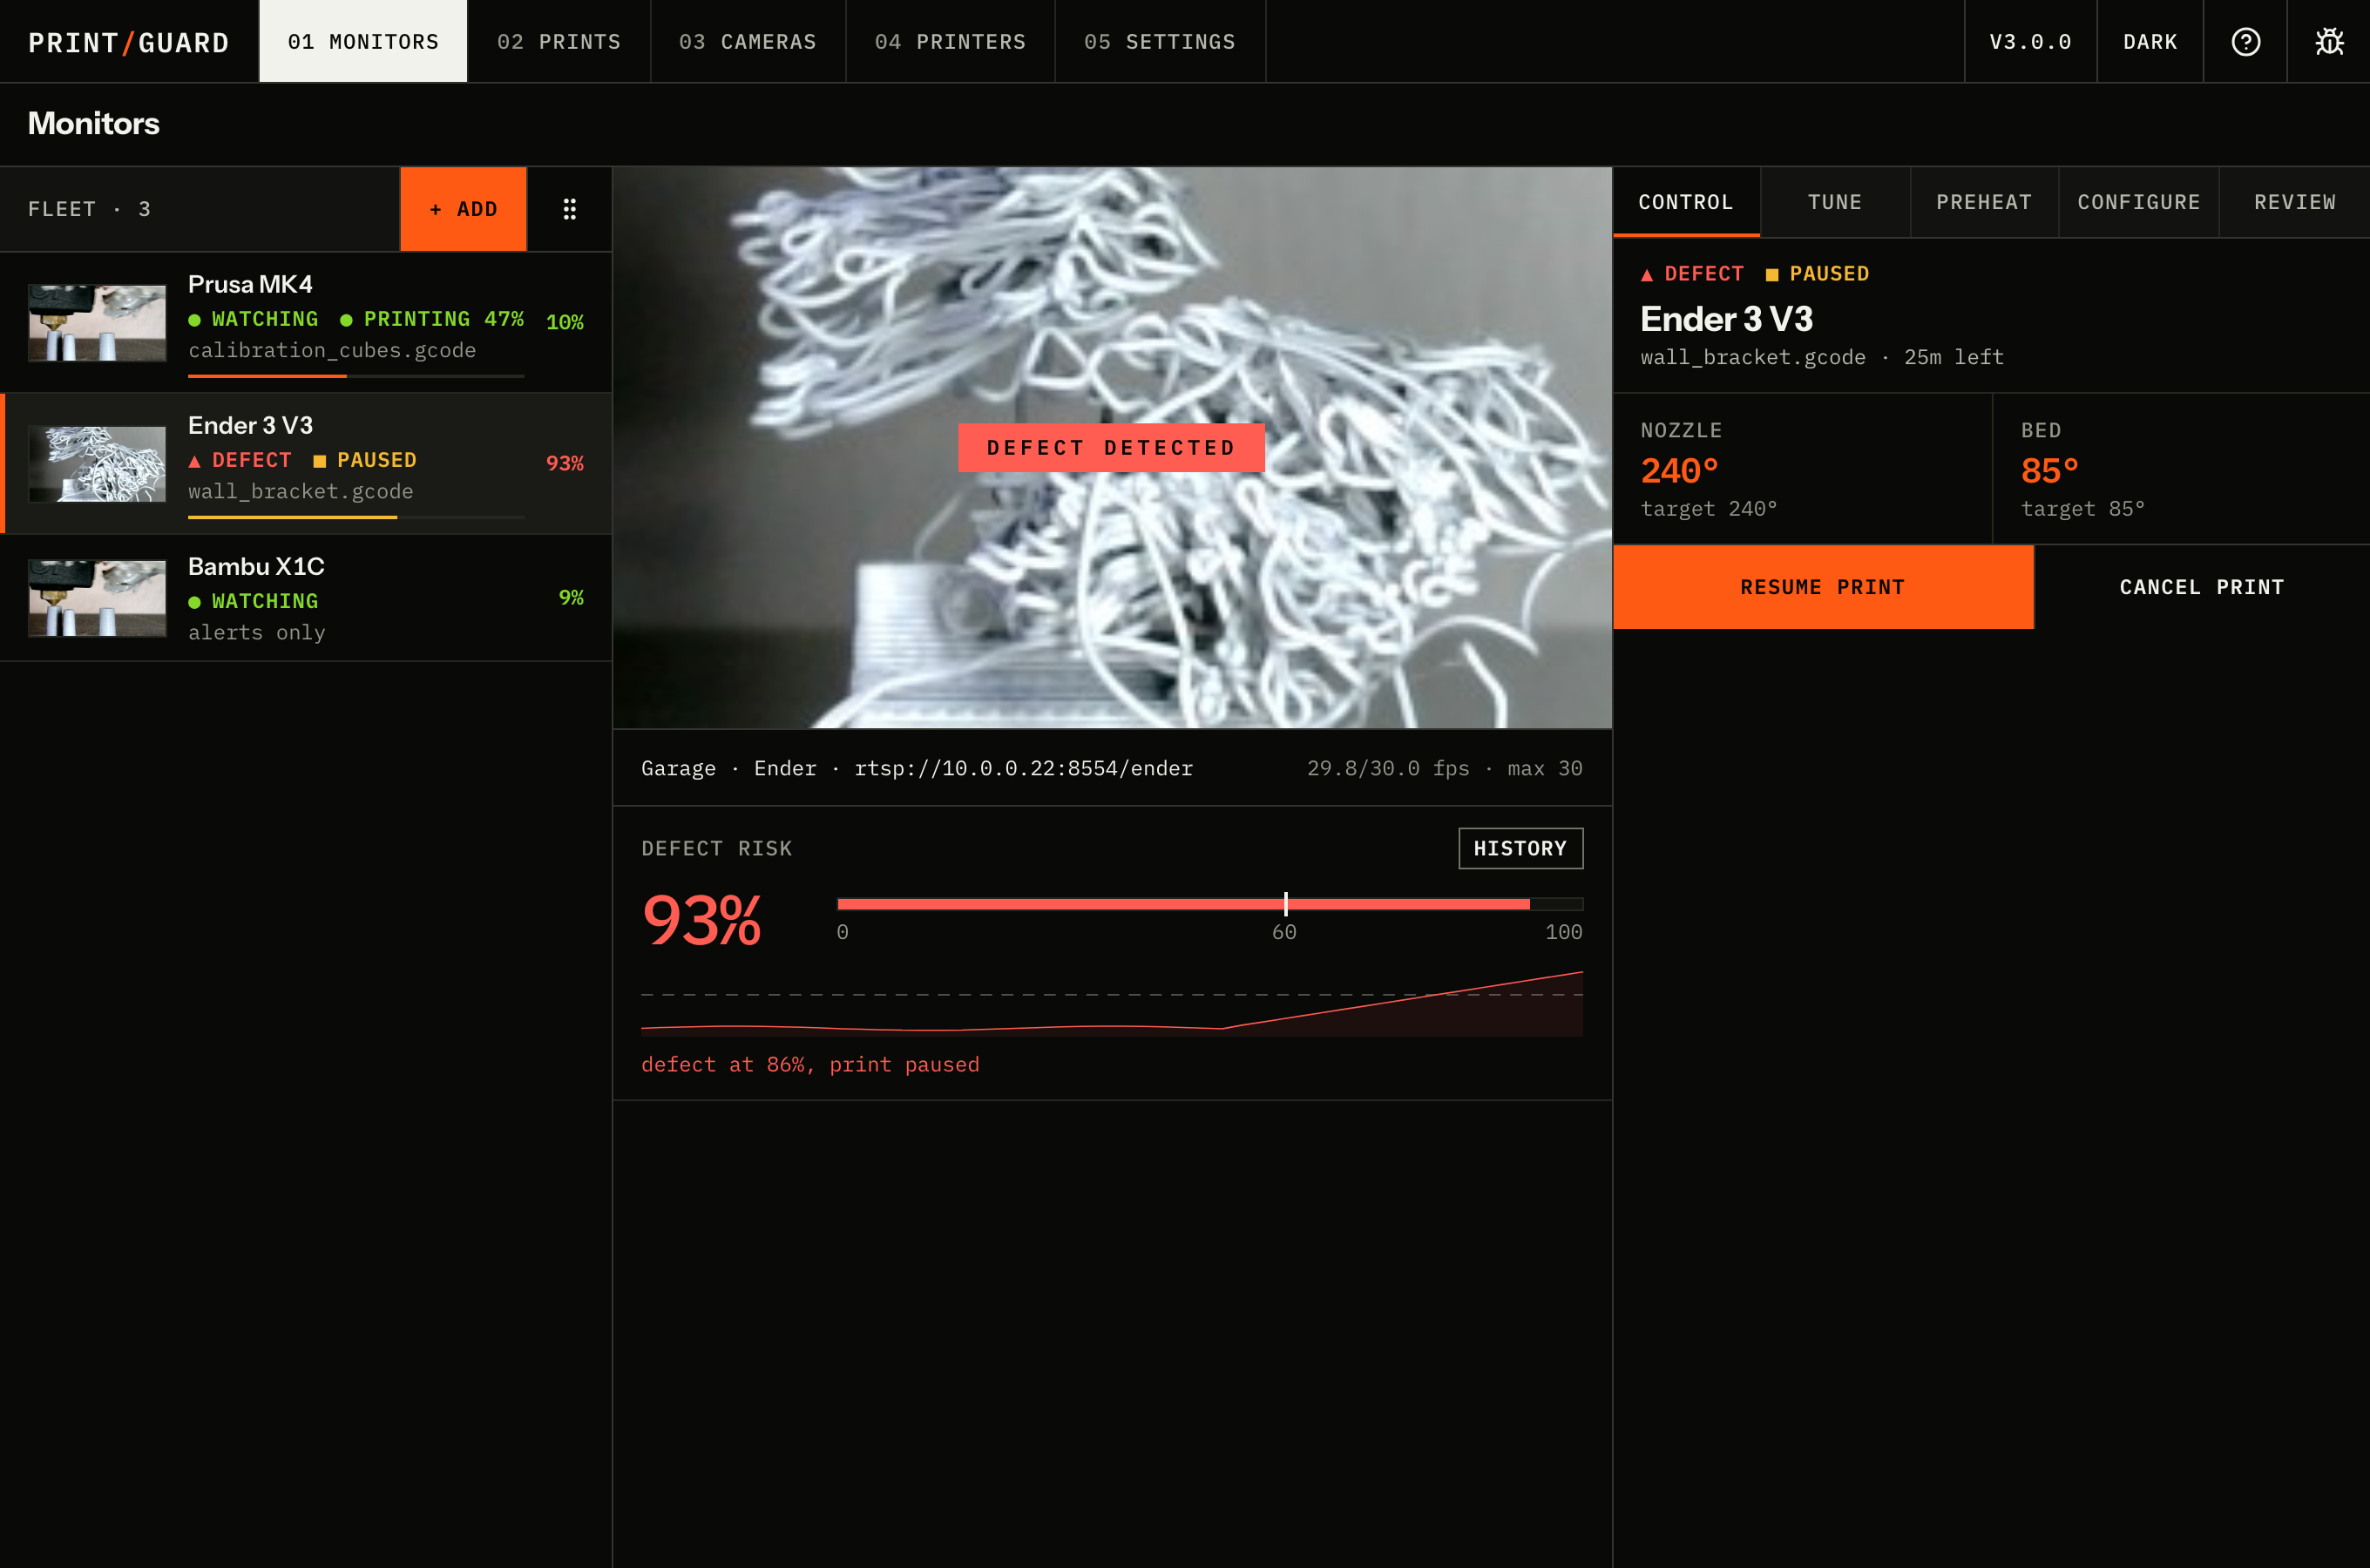 PRINT/GUARD
01 MONITORS
02 PRINTS
03 CAMERAS
04 PRINTERS
05 SETTINGS
V3.0.0
DARK
Monitors
FLEET · 3
+ ADD
Prusa MK4
WATCHING PRINTING 47%
10%
calibration_cubes.gcode
Ender 3 V3
DEFECT PAUSED
93%
wall_bracket.gcode
Bambu X1C
WATCHING
9%
alerts only
DEFECT DETECTED
Garage · Ender · rtsp://10.0.0.22:8554/ender
29.8/30.0 fps · max 30
DEFECT RISK
HISTORY
93%
0 60 100
defect at 86%, print paused
CONTROL
TUNE
PREHEAT
CONFIGURE
REVIEW
DEFECT PAUSED
Ender 3 V3
wall_bracket.gcode · 25m left
NOZZLE
240°
target 240°
BED
85°
target 85°
RESUME PRINT
CANCEL PRINT